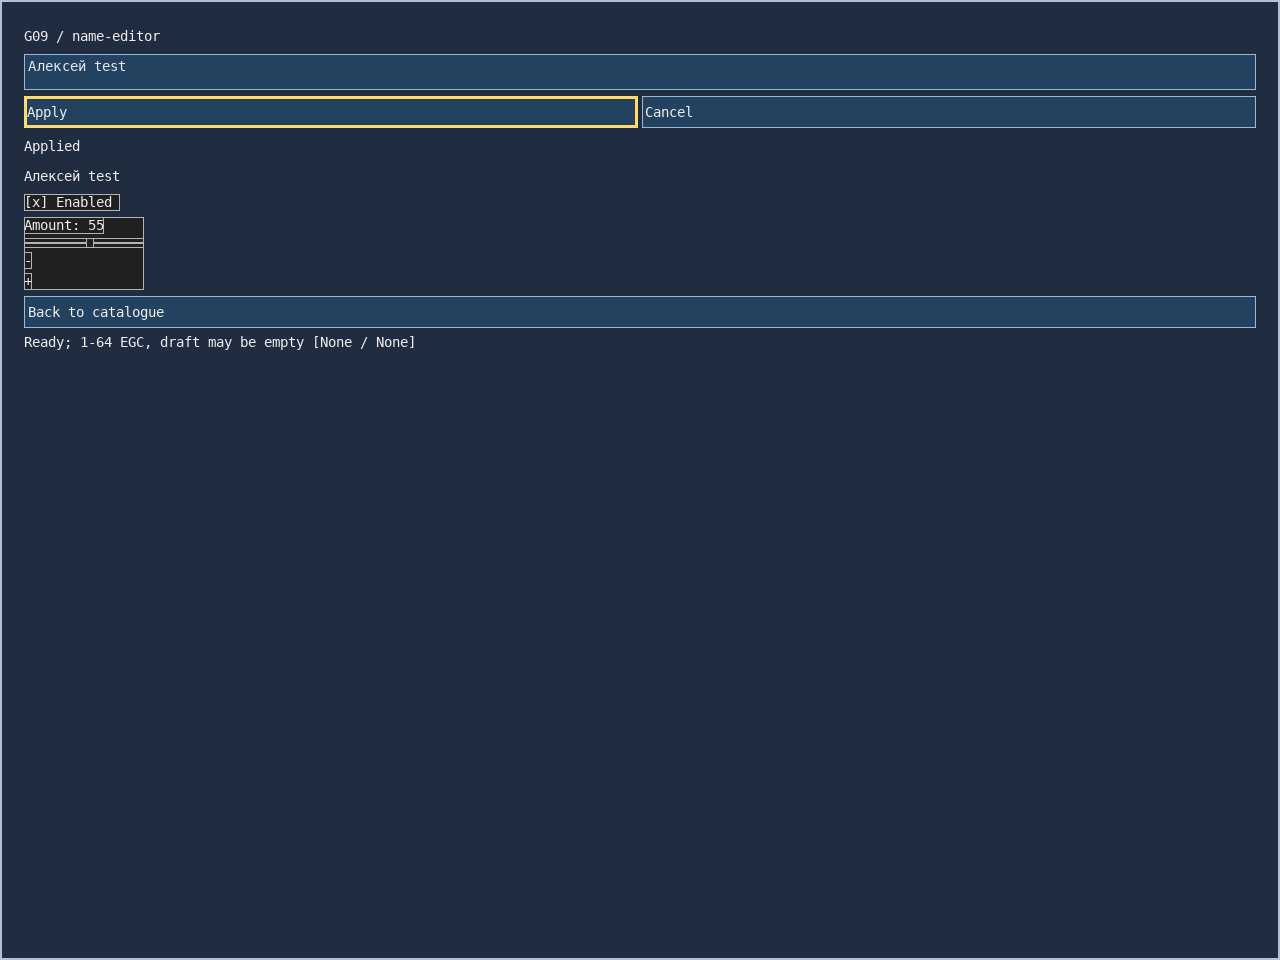 G09 / name-editor
Алексей test
Apply
Cancel
Applied
Алексей test
[x] Enabled
Amount: 55
-
+
Back to catalogue
Ready; 1-64 EGC, draft may be empty [None / None]